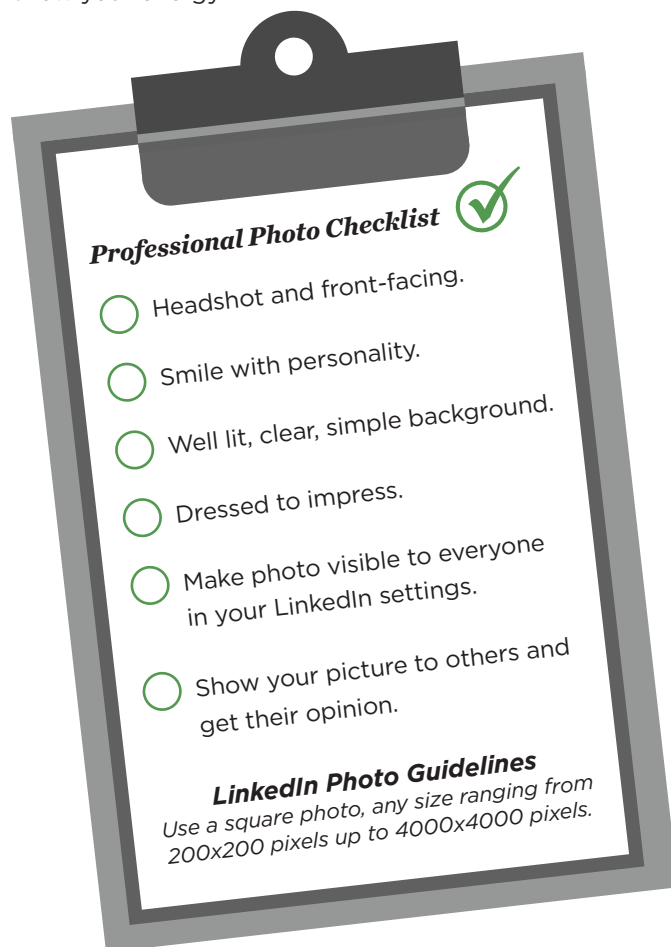 Professional Photo Checklist
Headshot and front-facing.
Smile with personality.
Well lit, clear, simple background.
Dressed to impress.
Make photo visible to everyone
in your LinkedIn settings.
Show your picture to others and
get their opinion.
LinkedIn Photo Guidelines
Use a square photo, any size ranging from
200x200 pixels up to 4000x4000 pixels.